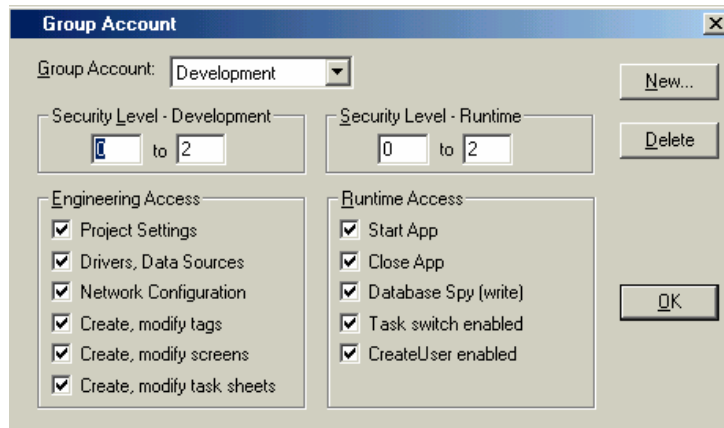 Group Account
Group Account: Development
New...
Security Level - Development
0 to 2
Security Level - Runtime
0 to 2
Delete
Engineering Access
Project Settings
Drivers, Data Sources
Network Configuration
Create, modify tags
Create, modify screens
Create, modify task sheets
Runtime Access
Start App
Close App
Database Spy (write)
Task switch enabled
CreateUser enabled
OK